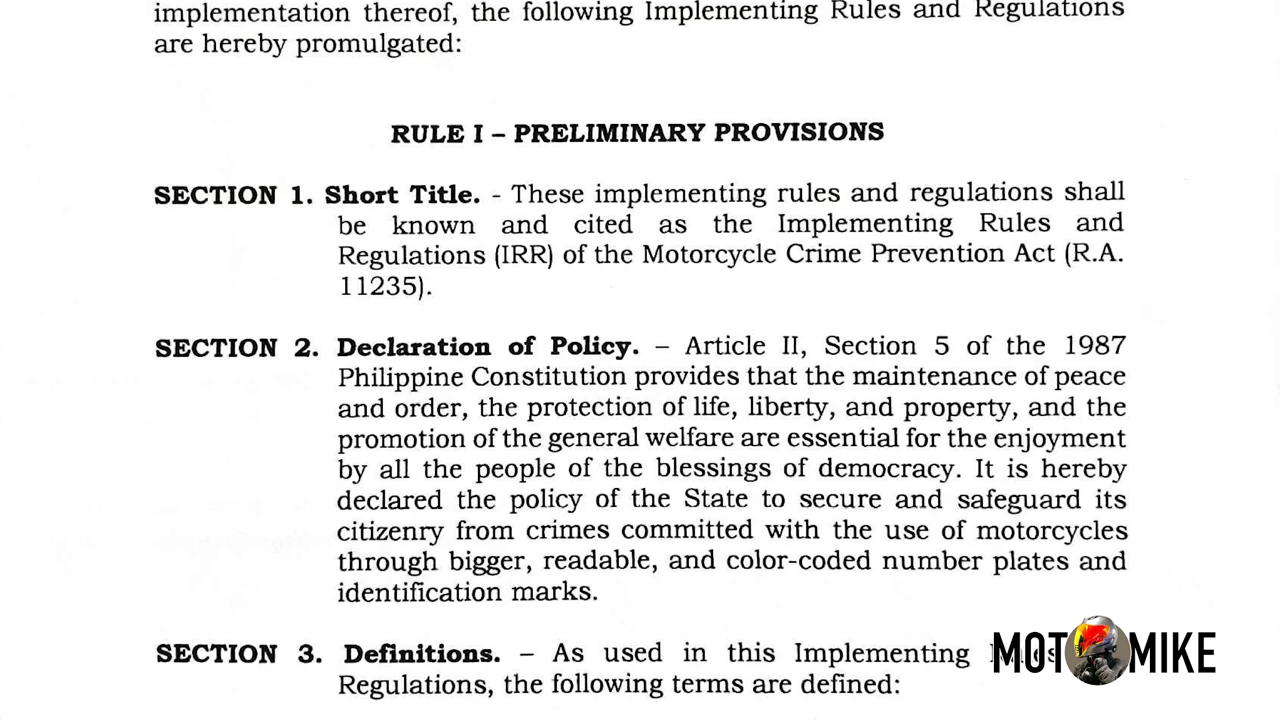 implementation thereof, the following Implementing Rules and Regulations
are hereby promulgated:
RULE I – PRELIMINARY PROVISIONS
SECTION 1. Short Title. - These implementing rules and regulations shall
be known and cited as the Implementing Rules and
Regulations (IRR) of the Motorcycle Crime Prevention Act (R.A.
11235).
SECTION 2. Declaration of Policy. – Article II, Section 5 of the 1987
Philippine Constitution provides that the maintenance of peace
and order, the protection of life, liberty, and property, and the
promotion of the general welfare are essential for the enjoyment
by all the people of the blessings of democracy. It is hereby
declared the policy of the State to secure and safeguard its
citizenry from crimes committed with the use of motorcycles
through bigger, readable, and color-coded number plates and
identification marks.
SECTION 3. Definitions. – As used in this Implementing
Regulations, the following terms are defined:
MOTOMIKE